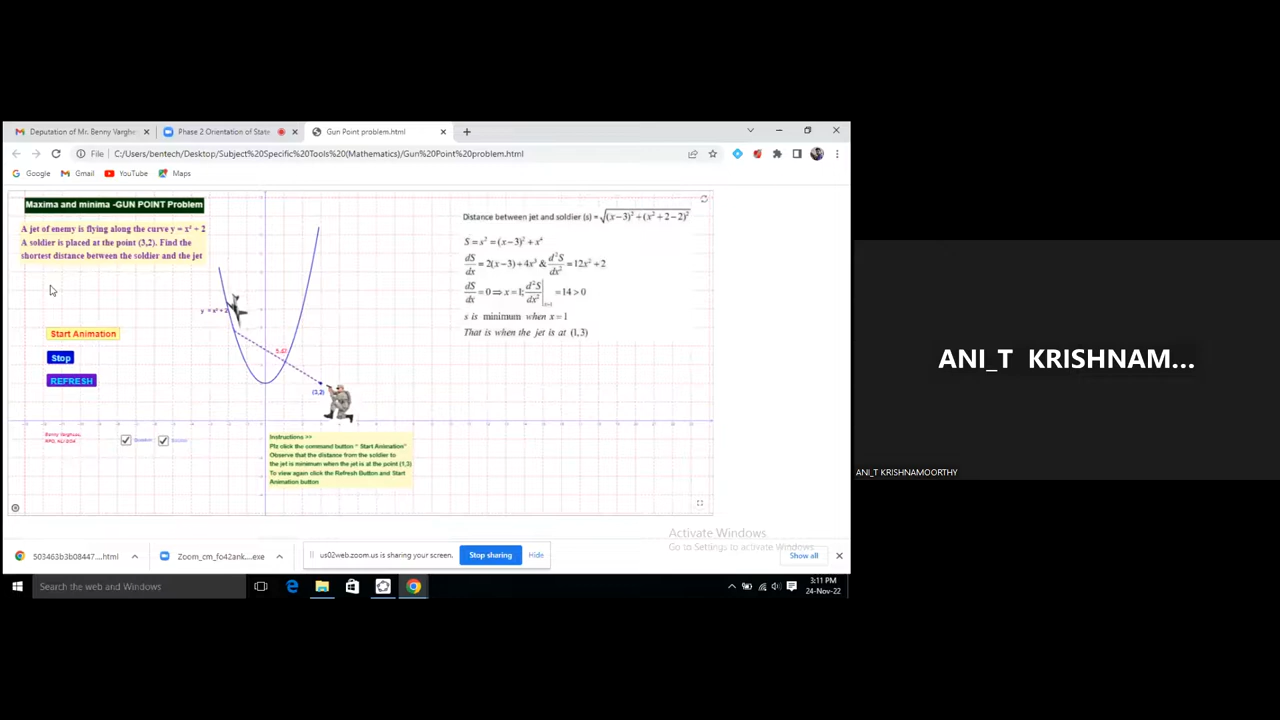 Deputation of Mr. Benny Varghe
Phase 2 Orientation of State
Gun Point problem.html
File
C:/Users/bentech/Desktop/Subject%20Specific%20Tools%20(Mathematics)/Gun%20Point%20problem.html
Google
Gmail
YouTube
Maps
Maxima and minima -GUN POINT Problem
A jet of enemy is flying along the curve y = x² + 2
A soldier is placed at the point (3,2). Find the
shortest distance between the soldier and the jet
Start Animation
Stop
REFRESH
y = x² + 2
(3,2)
Distance between jet and soldier (s) = √(x−3)² + (x² + 2 − 2)²
S = s² = (x−3)² + x⁴
dS/dx = 2(x−3) + 4x³ & d²S/dx² = 12x² + 2
dS/dx = 0 ⇒ x = 1; d²S/dx²|x=1 = 14 > 0
s is minimum when x = 1
That is when the jet is at (1,3)
Instructions >>
Plz click the command button " Start Animation"
Observe that the distance from the soldier to
the jet is minimum when the jet is at the point (1,3)
To view again click the Refresh Button and Start
Animation button
Activate Windows
Go to Settings to activate Windows.
503463b3b08447....html
Zoom_cm_fo42ank....exe
us02web.zoom.us is sharing your screen.
Stop sharing
Hide
Show all
Search the web and Windows
3:11 PM
24-Nov-22
ANI_T KRISHNAM...
ANI_T KRISHNAMOORTHY